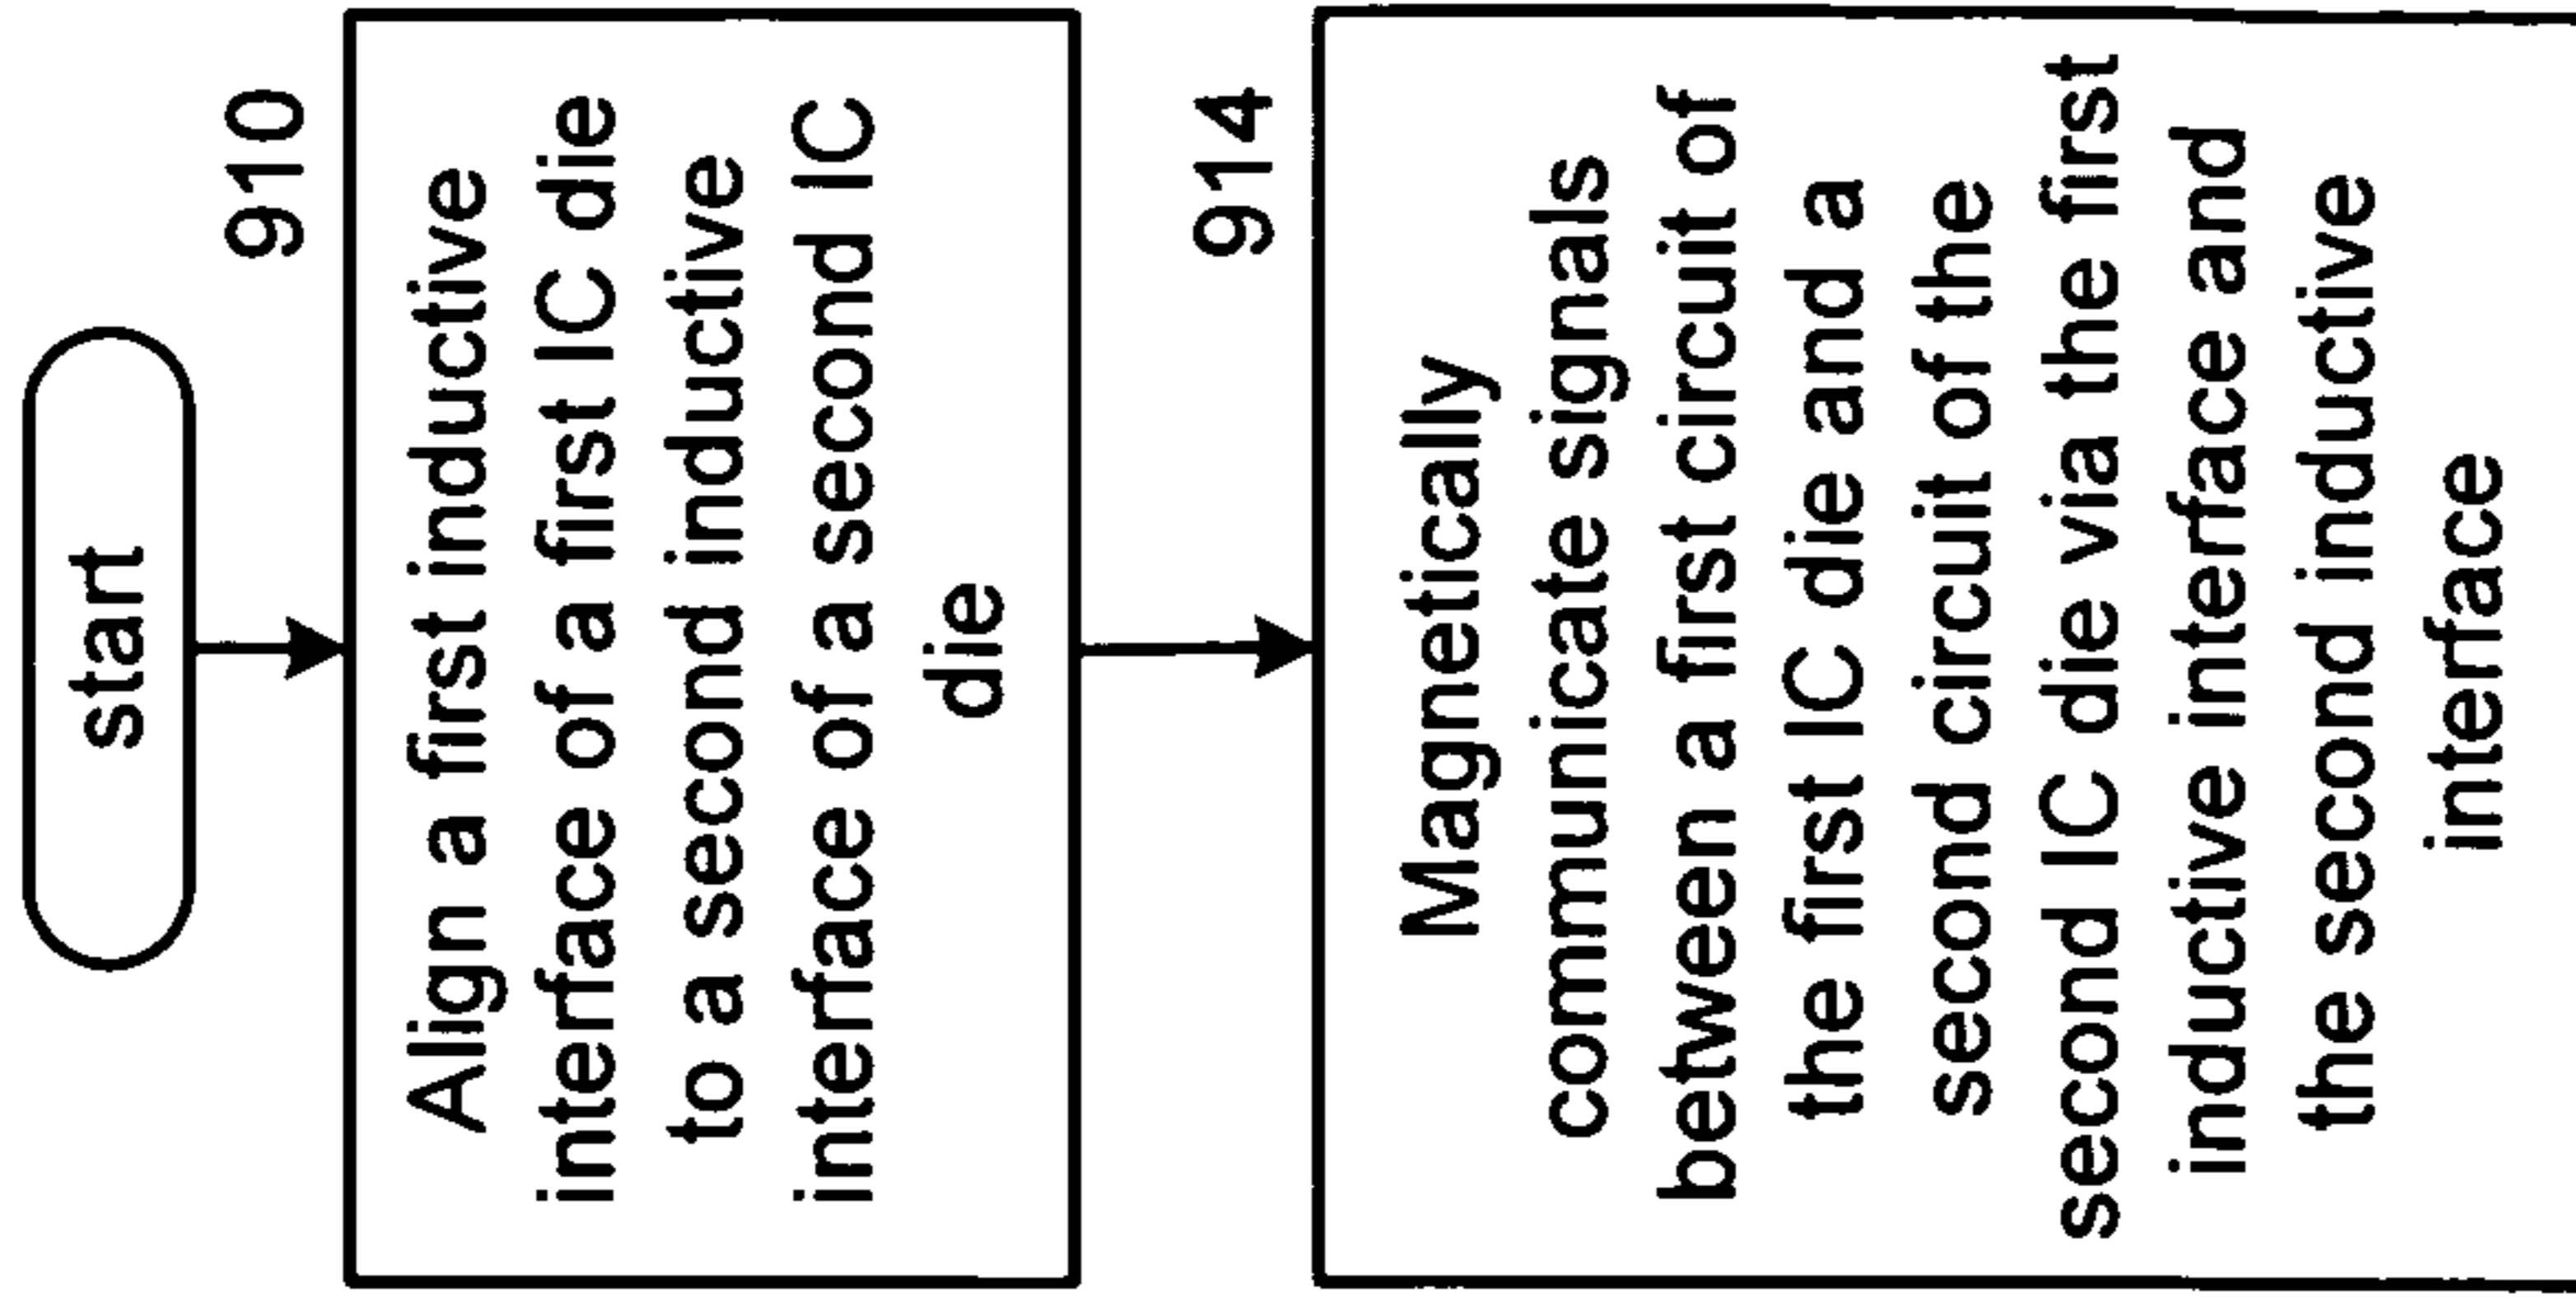 start
910
Align a first inductive
interface of a first IC die
to a second inductive
interface of a second IC
die
914
Magnetically
communicate signals
between a first circuit of
the first IC die and a
second circuit of the
second IC die via the first
inductive interface and
the second inductive
interface